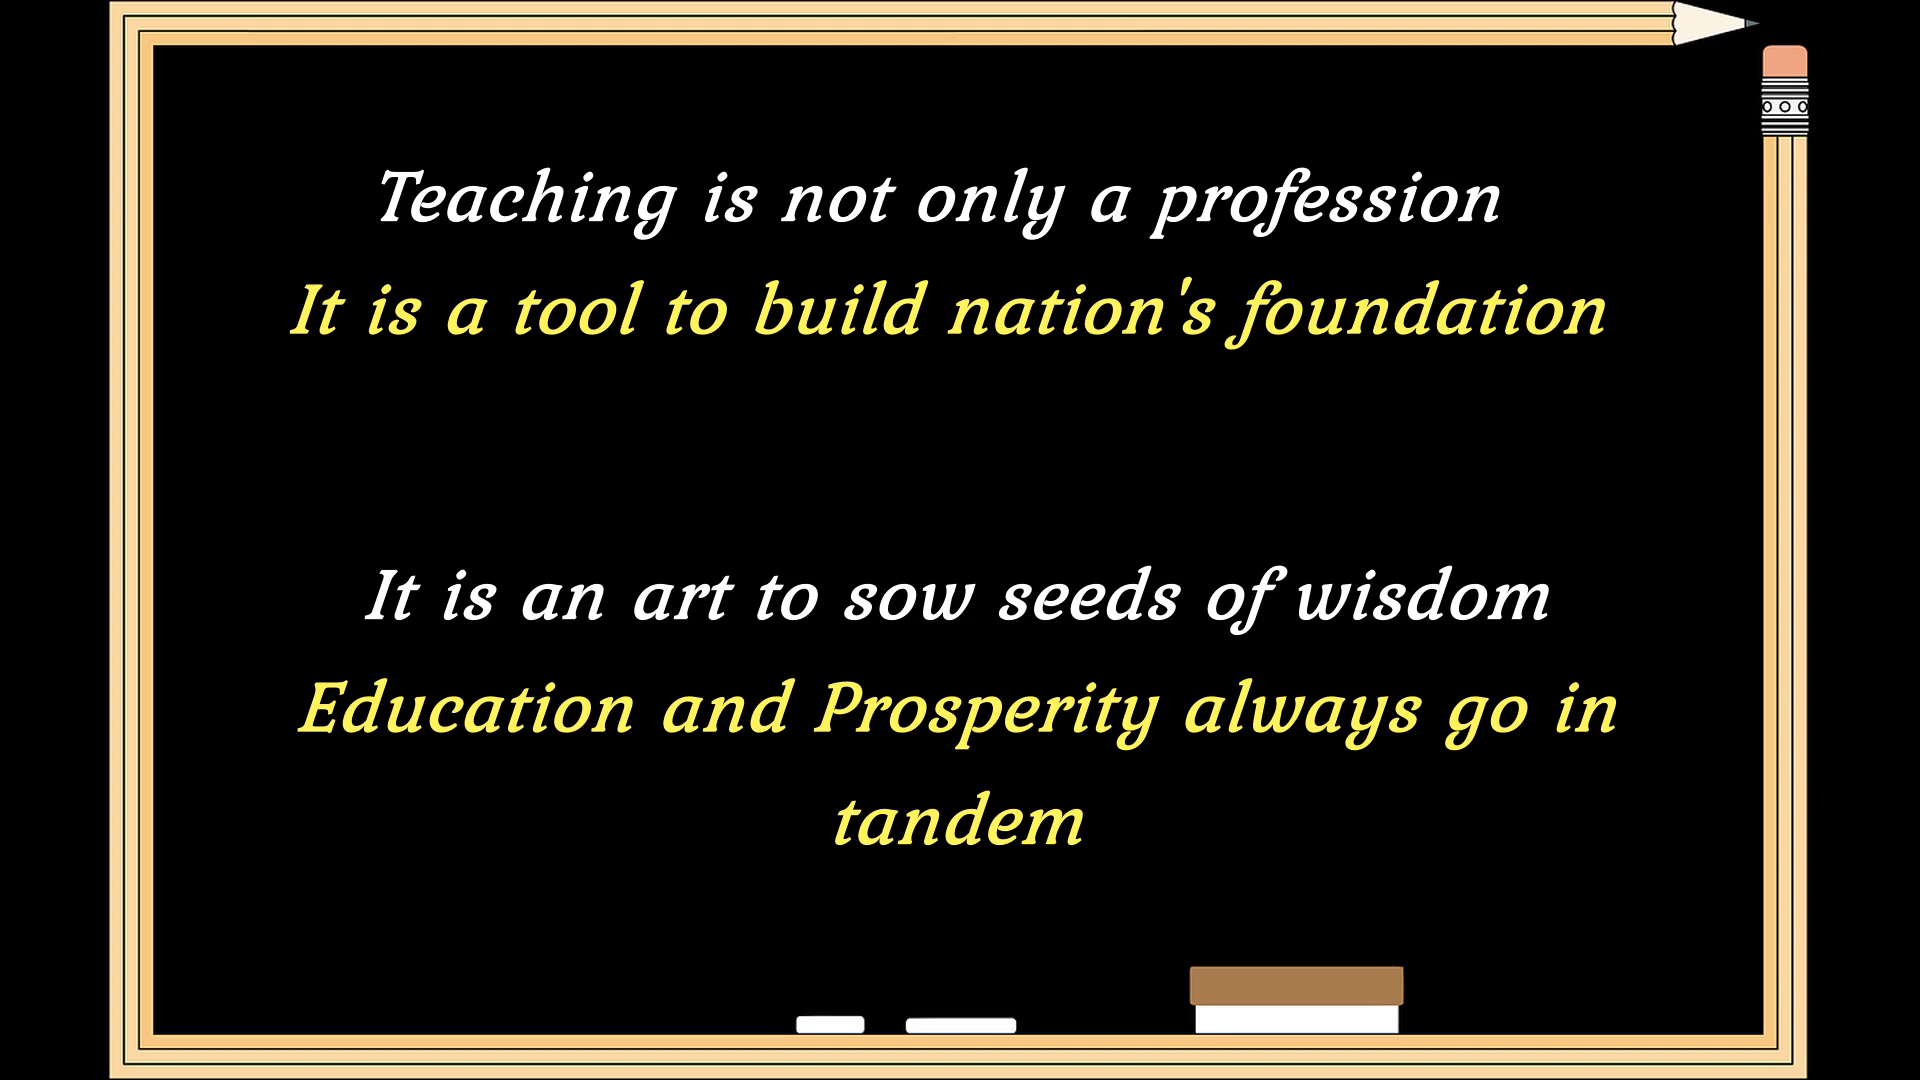 Teaching is not only a profession
It is a tool to build nation's foundation
It is an art to sow seeds of wisdom
Education and Prosperity always go in
tandem